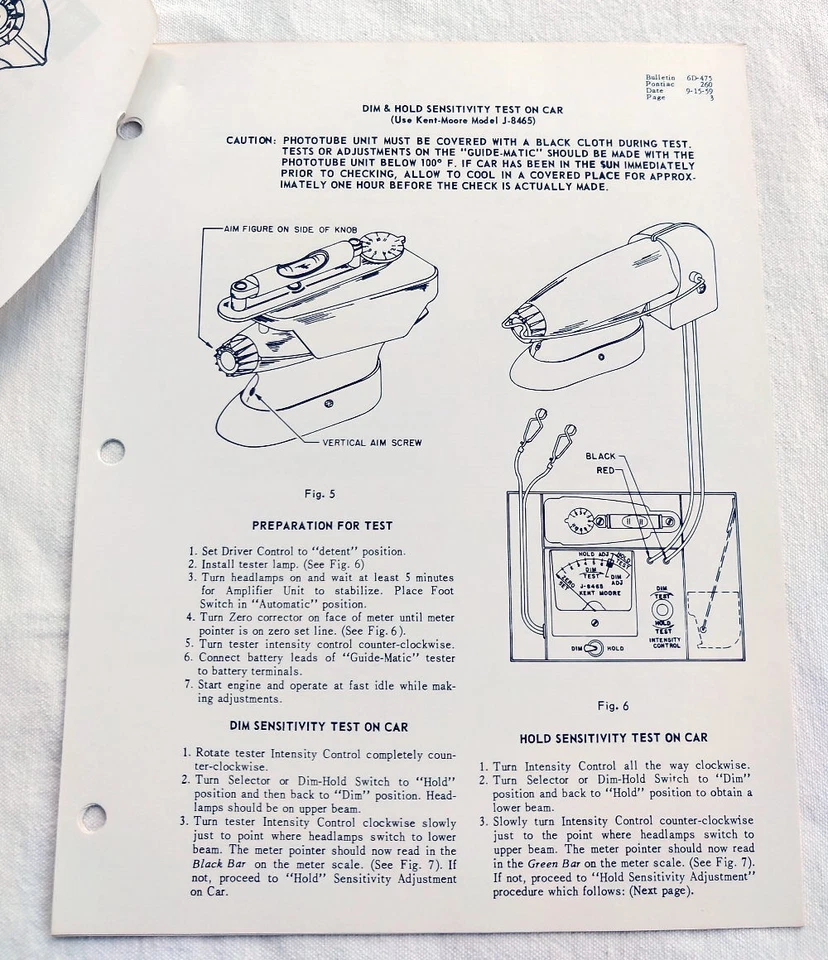 Bulletin 6D-475
Pontiac 260
Date 9-15-59
Page 3
DIM & HOLD SENSITIVITY TEST ON CAR
(Use Kent-Moore Model J-8465)
CAUTION: PHOTOTUBE UNIT MUST BE COVERED WITH A BLACK CLOTH DURING TEST.
TESTS OR ADJUSTMENTS ON THE "GUIDE-MATIC" SHOULD BE MADE WITH THE
PHOTOTUBE UNIT BELOW 100° F. IF CAR HAS BEEN IN THE SUN IMMEDIATELY
PRIOR TO CHECKING, ALLOW TO COOL IN A COVERED PLACE FOR APPROX-
IMATELY ONE HOUR BEFORE THE CHECK IS ACTUALLY MADE.
AIM FIGURE ON SIDE OF KNOB
VERTICAL AIM SCREW
Fig. 5
PREPARATION FOR TEST
1. Set Driver Control to "detent" position.
2. Install tester lamp. (See Fig. 6)
3. Turn headlamps on and wait at least 5 minutes
for Amplifier Unit to stabilize. Place Foot
Switch in "Automatic" position.
4. Turn Zero corrector on face of meter until meter
pointer is on zero set line. (See Fig. 6).
5. Turn tester intensity control counter-clockwise.
6. Connect battery leads of "Guide-Matic" tester
to battery terminals.
7. Start engine and operate at fast idle while mak-
ing adjustments.
DIM SENSITIVITY TEST ON CAR
1. Rotate tester Intensity Control completely coun-
ter-clockwise.
2. Turn Selector or Dim-Hold Switch to "Hold"
position and then back to "Dim" position. Head-
lamps should be on upper beam.
3. Turn tester Intensity Control clockwise slowly
just to point where headlamps switch to lower
beam. The meter pointer should now read in the
Black Bar on the meter scale. (See Fig. 7). If
not, proceed to "Hold" Sensitivity Adjustment
on Car.
BLACK
RED
HOLD ADJ
HOLD
TEST
DIM
TEST
DIM
ADJ
ZERO
SET
J-8465
KENT MOORE
DIM
TEST
HOLD
TEST
INTENSITY
CONTROL
DIM HOLD
Fig. 6
HOLD SENSITIVITY TEST ON CAR
1. Turn Intensity Control all the way clockwise.
2. Turn Selector or Dim-Hold Switch to "Dim"
position and back to "Hold" position to obtain a
lower beam.
3. Slowly turn Intensity Control counter-clockwise
just to the point where headlamps switch to
upper beam. The meter pointer should now read
in the Green Bar on the meter scale. (See Fig. 7).
If not, proceed to "Hold Sensitivity Adjustment"
procedure which follows: (Next page).